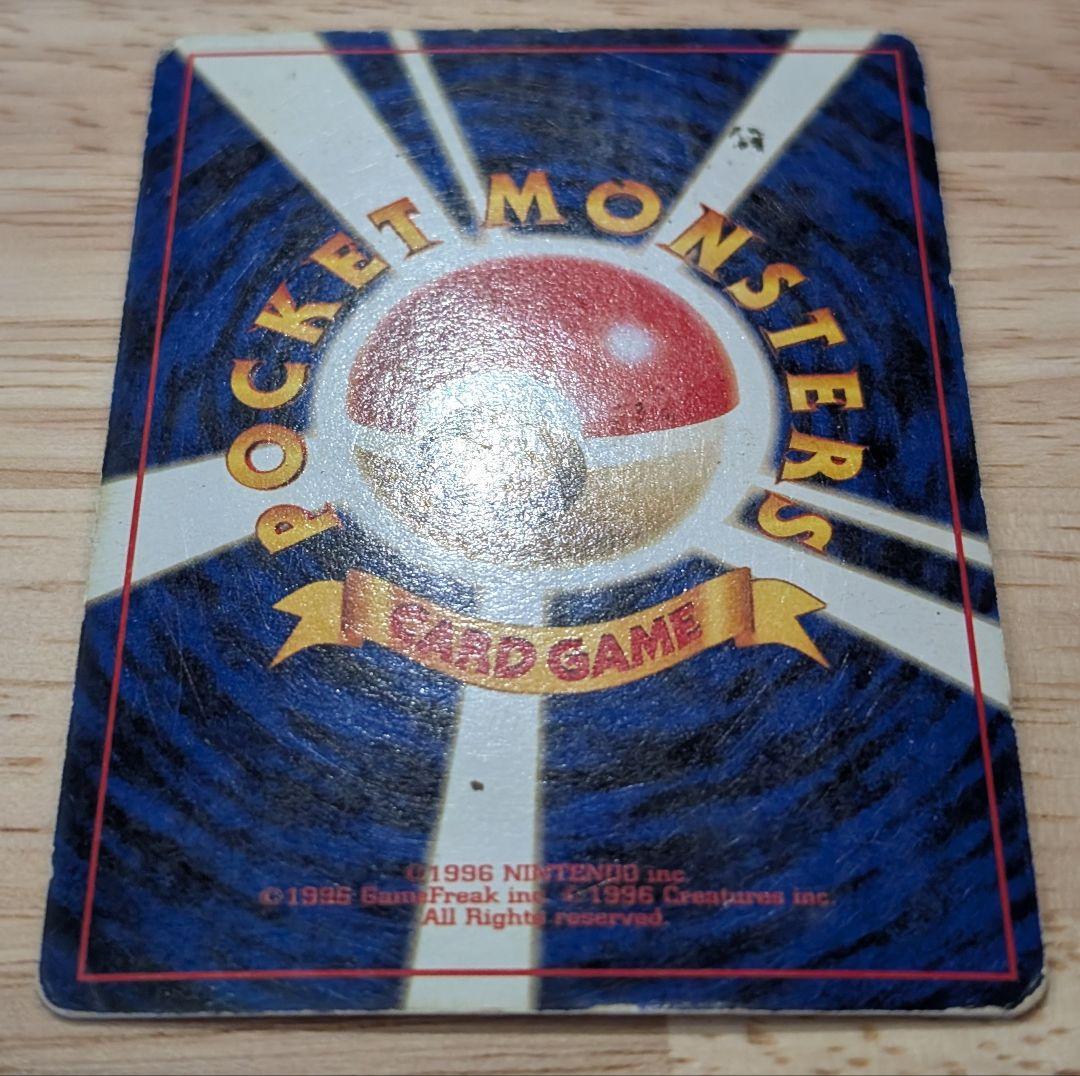 POCKET MONSTERS
CARD GAME
©1996 NINTENDO inc.
©1996 GameFreak inc. ©1996 Creatures inc.
All Rights reserved.